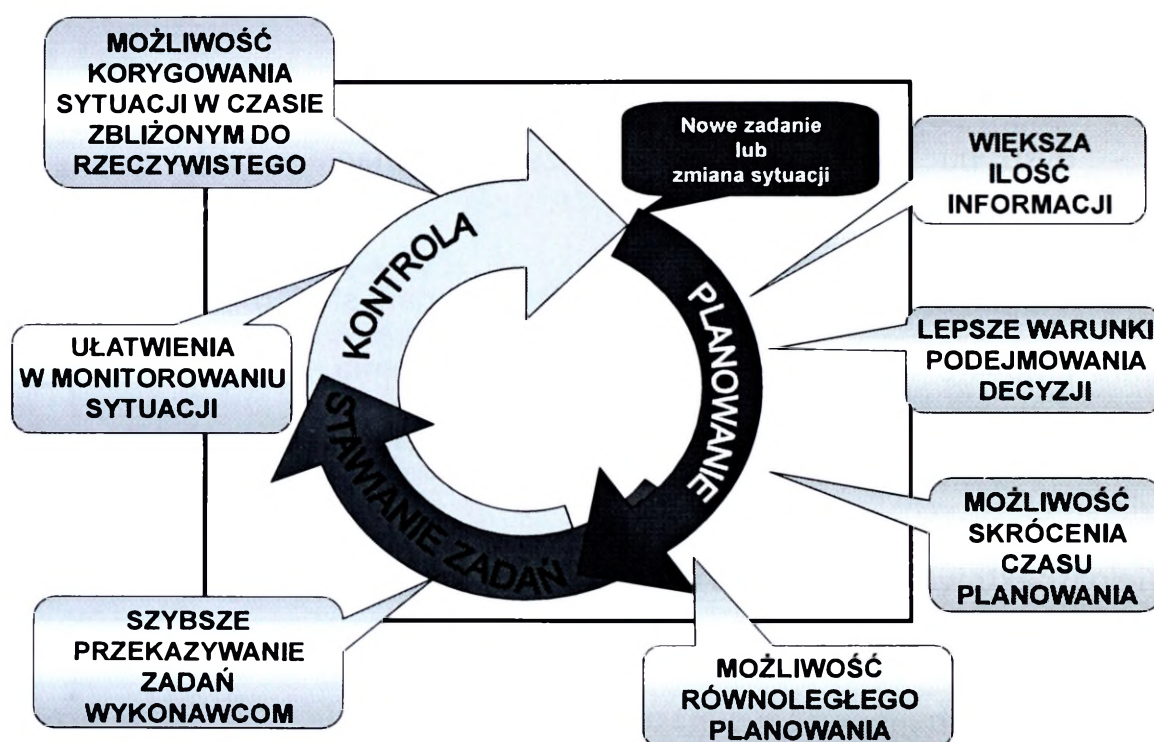 MOŻLIWOŚĆ
KORYGOWANIA
SYTUACJI W CZASIE
ZBLIŻONYM DO
RZECZYWISTEGO
Nowe zadanie
lub
zmiana sytuacji
WIĘKSZA
ILOŚĆ
INFORMACJI
KONTROLA
PLANOWANIE
UŁATWIENIA
W MONITOROWANIU
SYTUACJI
LEPSZE WARUNKI
PODEJMOWANIA
DECYZJI
STAWIANIE ZADAŃ
MOŻLIWOŚĆ
SKRÓCENIA
CZASU
PLANOWANIA
SZYBSZE
PRZEKAZYWANIE
ZADAŃ
WYKONAWCOM
MOŻLIWOŚĆ
RÓWNOLEGŁEGO
PLANOWANIA